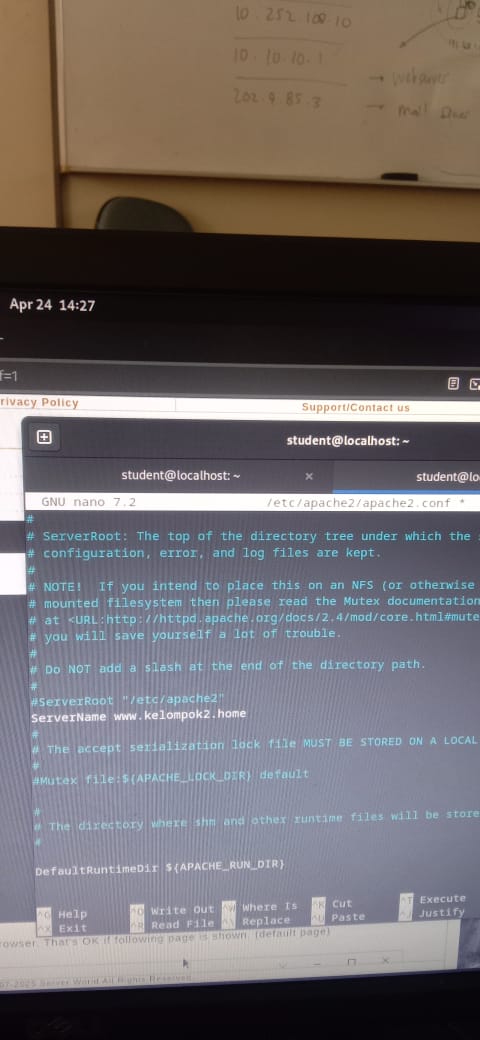 10.252.108.10
10.10.10.1
→ webserver
202.9.85.3
→ mail
Apr 24 14:27
f=1
rivacy Policy
Support/Contact us
student@localhost: ~
student@localhost: ~ ×
student@lo
GNU nano 7.2 /etc/apache2/apache2.conf *
#
# ServerRoot: The top of the directory tree under which the
# configuration, error, and log files are kept.
#
# NOTE! If you intend to place this on an NFS (or otherwise
# mounted filesystem then please read the Mutex documentation
# at <URL:http://httpd.apache.org/docs/2.4/mod/core.html#mute
# you will save yourself a lot of trouble.
#
# Do NOT add a slash at the end of the directory path.
#
#ServerRoot "/etc/apache2"
ServerName www.kelompok2.home
#
# The accept serialization lock file MUST BE STORED ON A LOCAL
#
#Mutex file:${APACHE_LOCK_DIR} default
#
# The directory where shm and other runtime files will be store
#
DefaultRuntimeDir ${APACHE_RUN_DIR}
^G Help ^O Write Out ^W Where Is ^K Cut ^T Execute
^X Exit ^R Read File ^\ Replace ^U Paste ^J Justify
rowser. That's OK if following page is shown. (default page)
07-2025 Server World All Rights Reserved